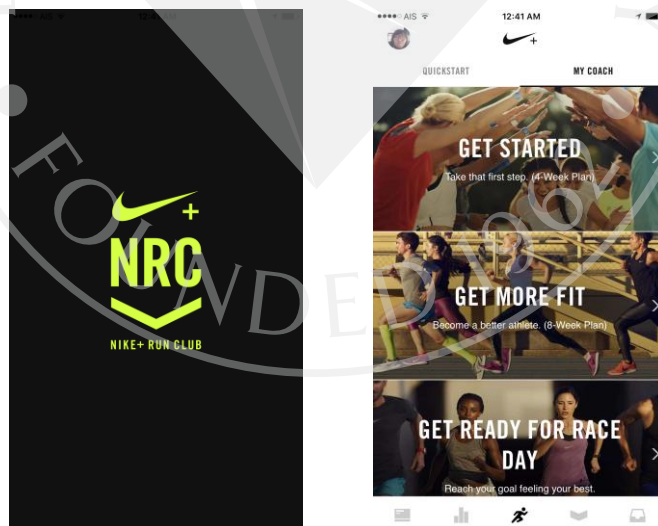 NRC
NIKE+ RUN CLUB
AIS
12:41 AM
QUICKSTART
MY COACH
GET STARTED
Take that first step. (4-Week Plan)
GET MORE FIT
Become a better athlete. (8-Week Plan)
GET READY FOR RACE
DAY
Reach your goal feeling your best.
FOUNDED 1962